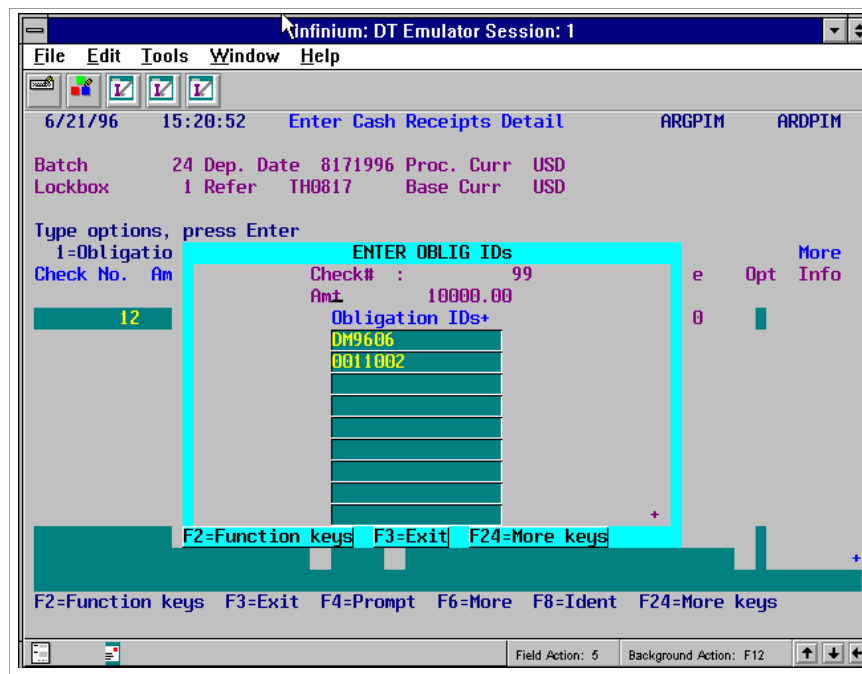 Infinium: DT Emulator Session: 1
File Edit Tools Window Help
6/21/96 15:20:52 Enter Cash Receipts Detail ARGPIM ARDPIM
Batch 24 Dep. Date 8171996 Proc. Curr USD
Lockbox 1 Refer TH0817 Base Curr USD
Type options, press Enter
1=Obligatio ENTER OBLIG IDs More
Check No. Am Check# : 99 e Opt Info
Amt 10000.00
12 Obligation IDs+ 0
DM9606
0011002
+
F2=Function keys F3=Exit F24=More keys
+
F2=Function keys F3=Exit F4=Prompt F6=More F8=Ident F24=More keys
Field Action: 5 Background Action: F12